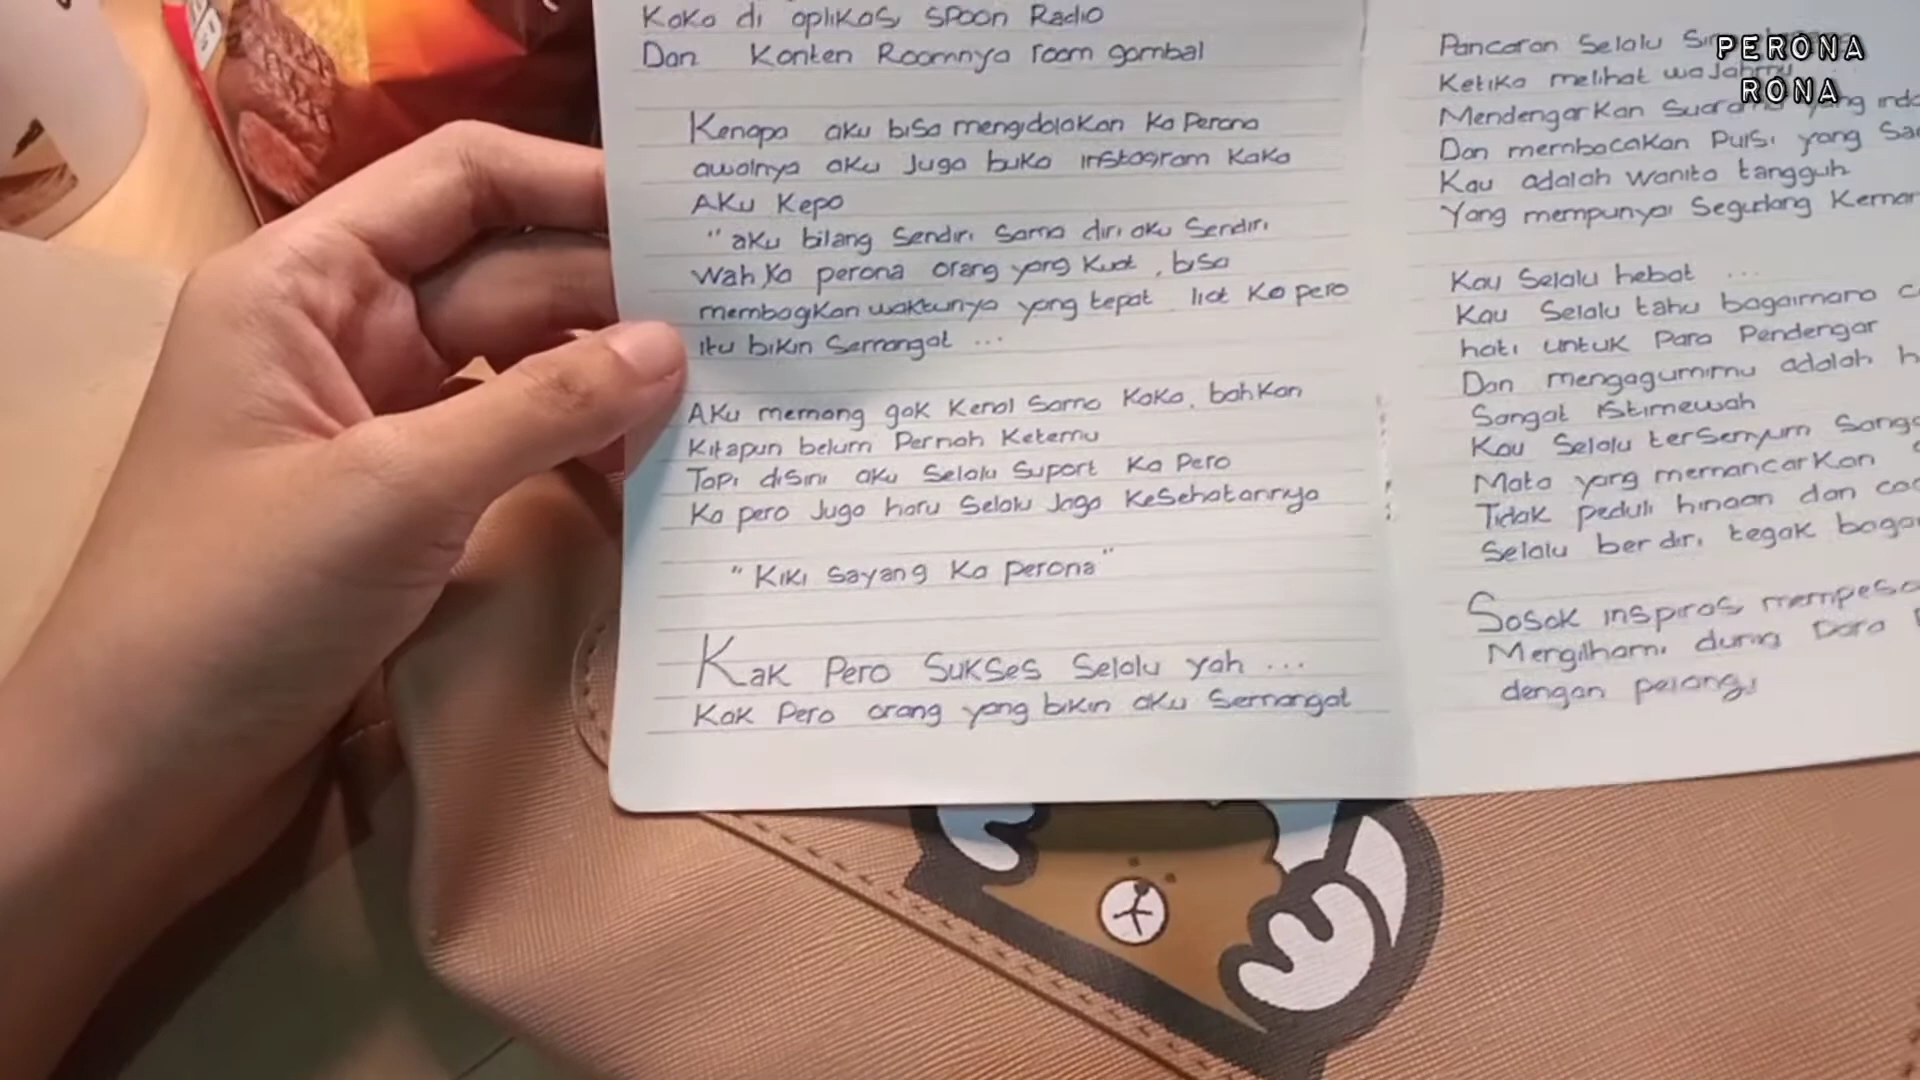 Kaka di aplikasi Spoon Radio
Dan Konten Roomnya room gombal
Kenapa aku bisa mengidolakan Ka Perona
awalnya aku Juga buka instagram Kaka
AKu Kepo
"aku bilang Sendiri Sama diri aku Sendiri
Wah Ka perona orang yang Kuat, bisa
membagikan waktunya yang tepat liat Ka pero
itu bikin Semangat ...
AKu memang gak Kenal Sama Kaka, bahkan
Kitapun belum Pernah Ketemu
Tapi disini aku Selalu Suport Ka Pero
Ka pero Juga haru Selalu Jaga Kesehatannya
"Kiki Sayang Ka Perona"
Kak Pero Sukses Selalu yah ...
Kak Pero orang yang bikin aku Semangat
Pancaran Selalu
Ketika melihat wajahmu
Mendengarkan Suaramu yang
Dan membacakan Puisi yang
Kau adalah Wanita tangguh
Yang mempunyai Segudang
Kau Selalu hebat ...
Kau Selalu tahu bagaimana
hati untuk Para Pendengar
Dan mengagumimu adalah
Sangat istimewah
Kau Selalu tersenyum
Mata yang memancarkan
Tidak peduli hinaan dan
Selalu berdiri tegak
Sosok inspirasi
Mengilhami dunia Para
dengan pelangi
PERONA
RONA